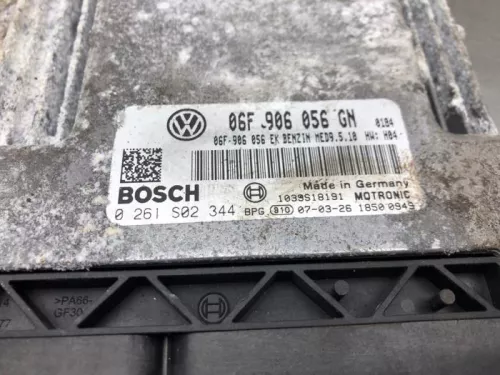 06F 906 056 GN 0184
06F 906 056 EK BENZIN MED9.5.10 HW: H04
BOSCH
Made in Germany
1039S18191 MOTRONIC
0 261 S02 344 BPG 810 07-03-26 1850 0949
>PA66-
GF30